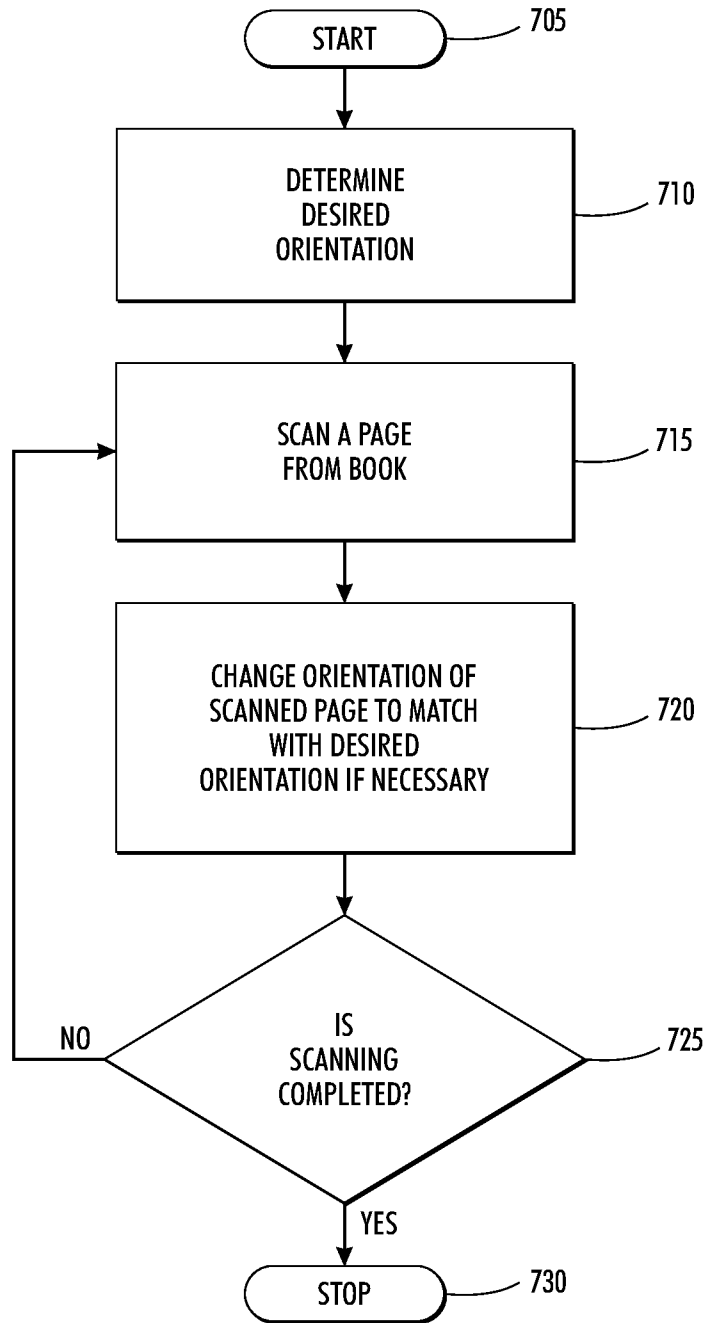 START
705
DETERMINE
DESIRED
ORIENTATION
710
SCAN A PAGE
FROM BOOK
715
CHANGE ORIENTATION OF
SCANNED PAGE TO MATCH
WITH DESIRED
ORIENTATION IF NECESSARY
720
IS
SCANNING
COMPLETED?
725
NO
YES
STOP
730